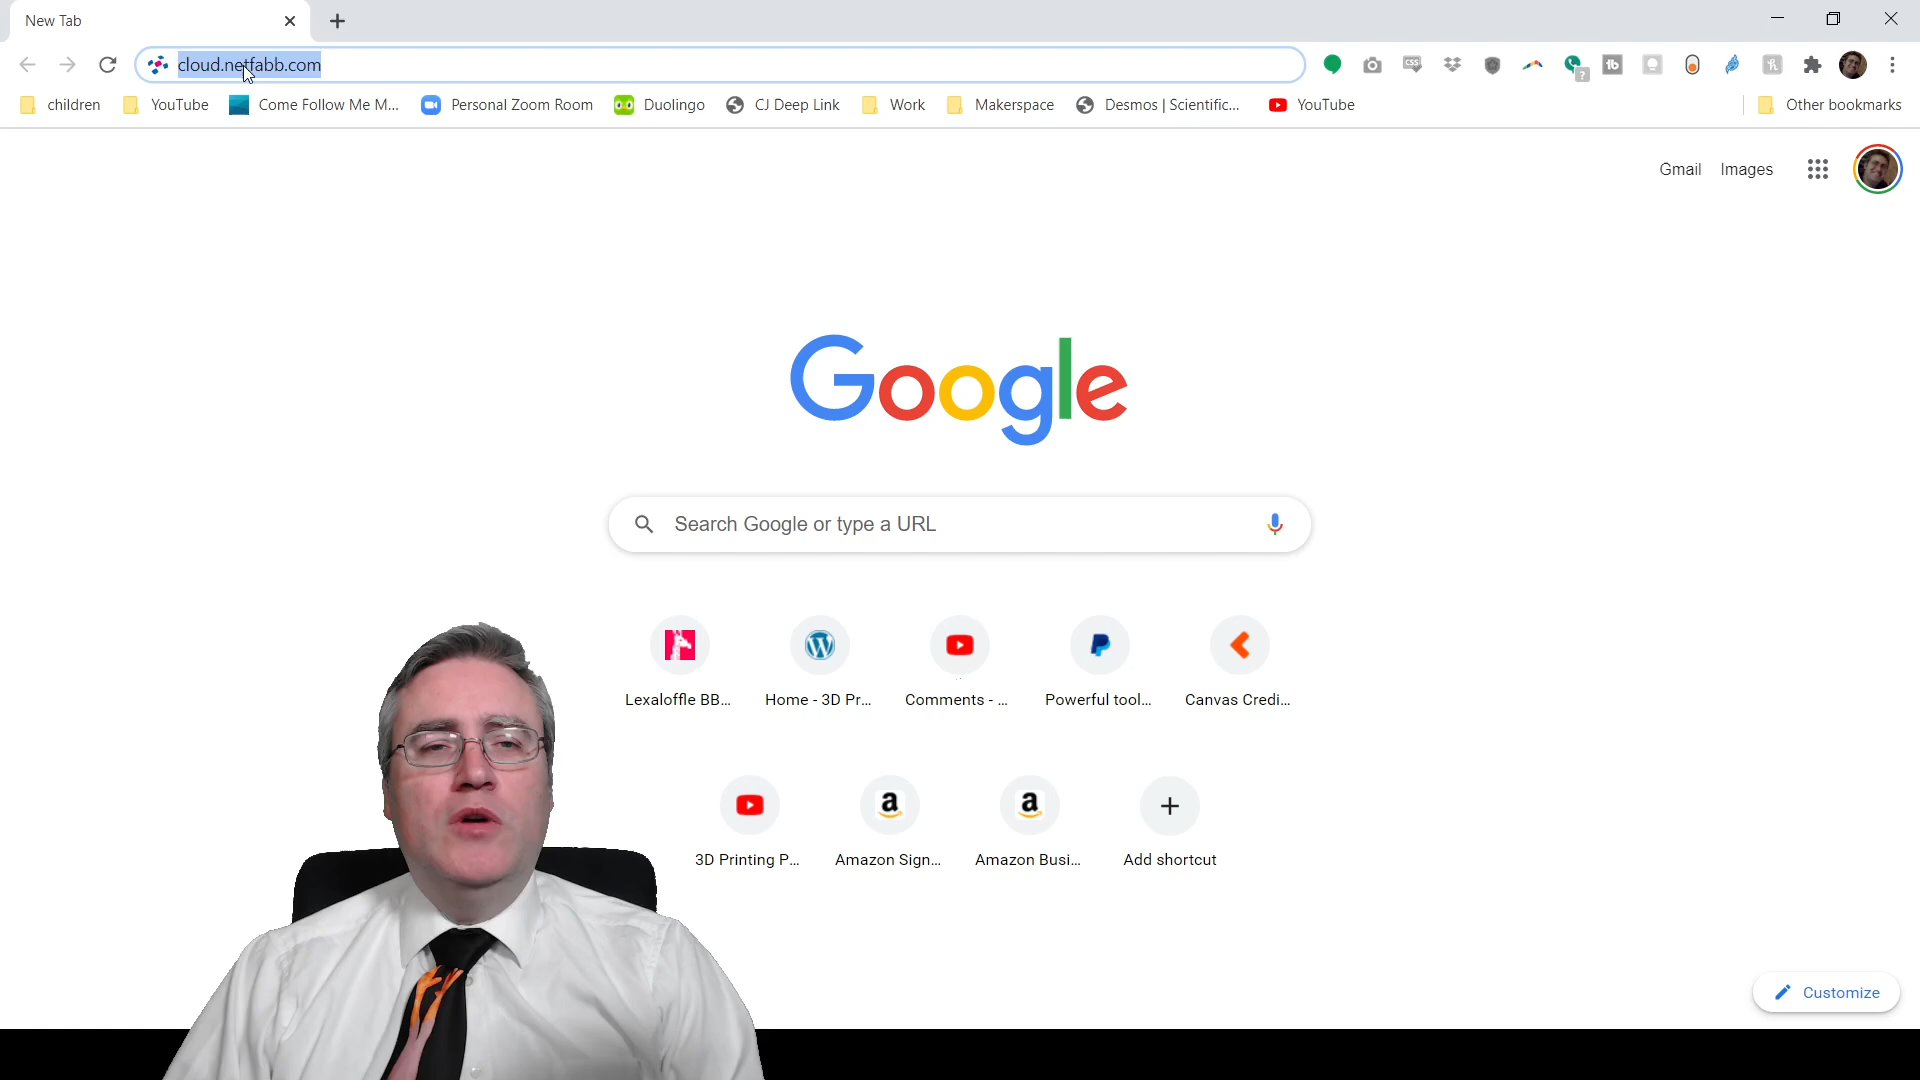 New Tab
cloud.netfabb.com
children
YouTube
Come Follow Me M...
Personal Zoom Room
Duolingo
CJ Deep Link
Work
Makerspace
Desmos | Scientific...
YouTube
Other bookmarks
Gmail
Images
Google
Search Google or type a URL
Lexaloffle BB...
Home - 3D Pr...
Comments - ...
Powerful tool...
Canvas Credi...
3D Printing P...
Amazon Sign...
Amazon Busi...
Add shortcut
Customize